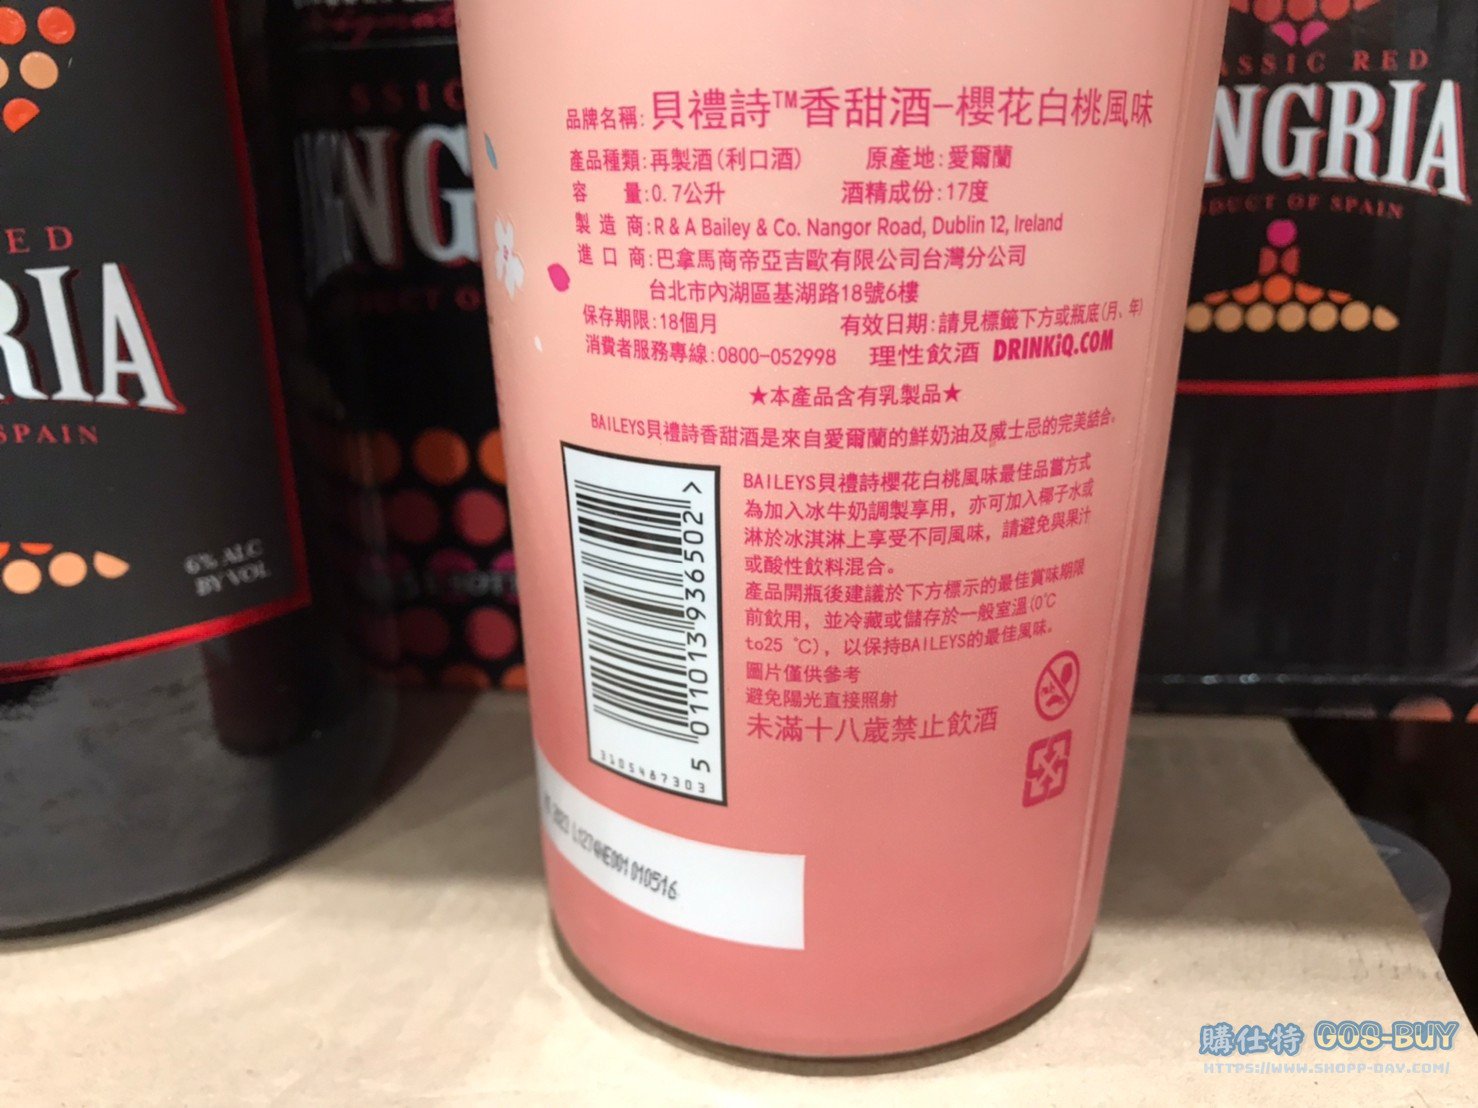 RED
RIA
SPAIN
6% ALC
BY VOL
NG
品牌名稱:貝禮詩™香甜酒-櫻花白桃風味
產品種類:再製酒(利口酒) 原產地:愛爾蘭
容 量:0.7公升 酒精成份:17度
製 造 商:R & A Bailey & Co. Nangor Road, Dublin 12, Ireland
進 口 商:巴拿馬商帝亞吉歐有限公司台灣分公司
台北市內湖區基湖路18號6樓
保存期限:18個月 有效日期:請見標籤下方或瓶底(月、年)
消費者服務專線:0800-052998 理性飲酒 DRINKiQ.COM
★本產品含有乳製品★
BAILEYS貝禮詩香甜酒是來自愛爾蘭的鮮奶油及威士忌的完美結合。
BAILEYS貝禮詩櫻花白桃風味最佳品嘗方式
為加入冰牛奶調製享用, 亦可加入椰子水或
淋於冰淇淋上享受不同風味, 請避免與果汁
或酸性飲料混合。
產品開瓶後建議於下方標示的最佳賞味期限
前飲用, 並冷藏或儲存於一般室溫(0℃
to25 ℃), 以保持BAILEYS的最佳風味。
圖片僅供參考
避免陽光直接照射
未滿十八歲禁止飲酒
5 011013 936502 >
3105487303
2023 L1274HE001 010516
CLASSIC RED
NGRIA
PRODUCT OF SPAIN
購仕特 GOS-BUY
HTTPS://WWW.SHOPP-DAY.COM/